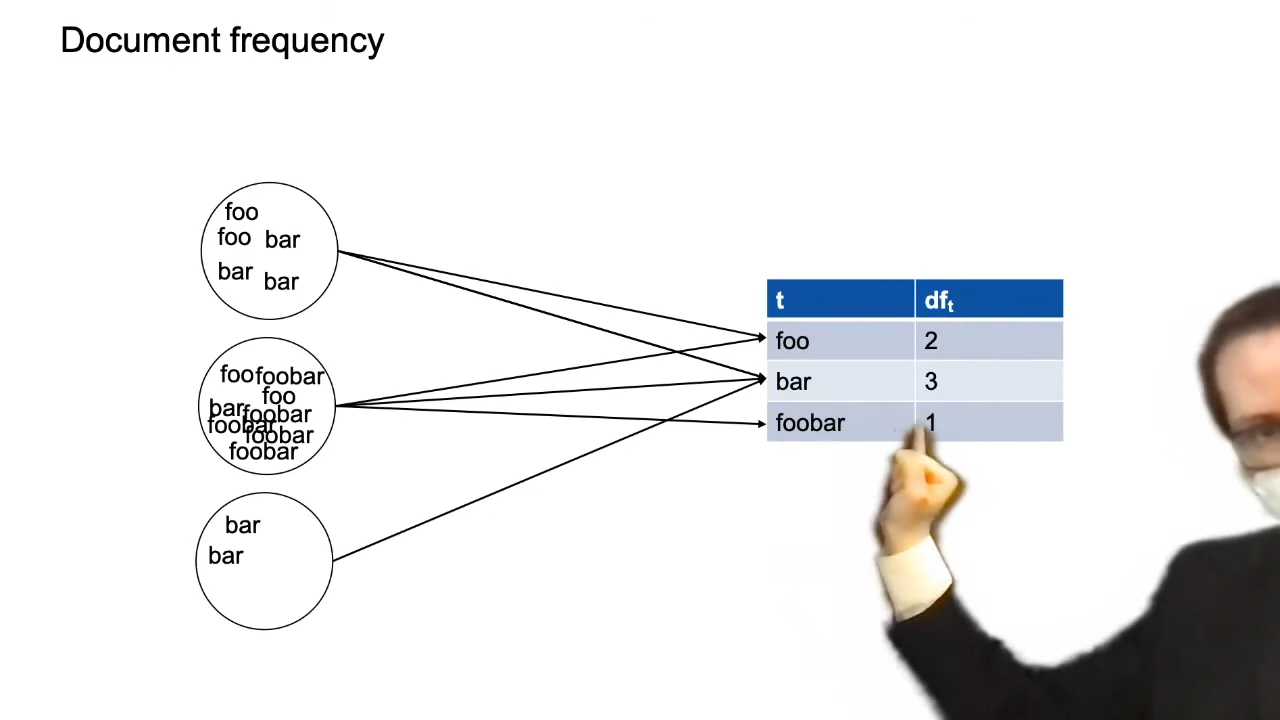 Document frequency
foo
foo bar
bar bar
foo foobar
foo
bar foobar
foobar foobar
foobar
bar
bar
t df_t
foo 2
bar 3
foobar 1